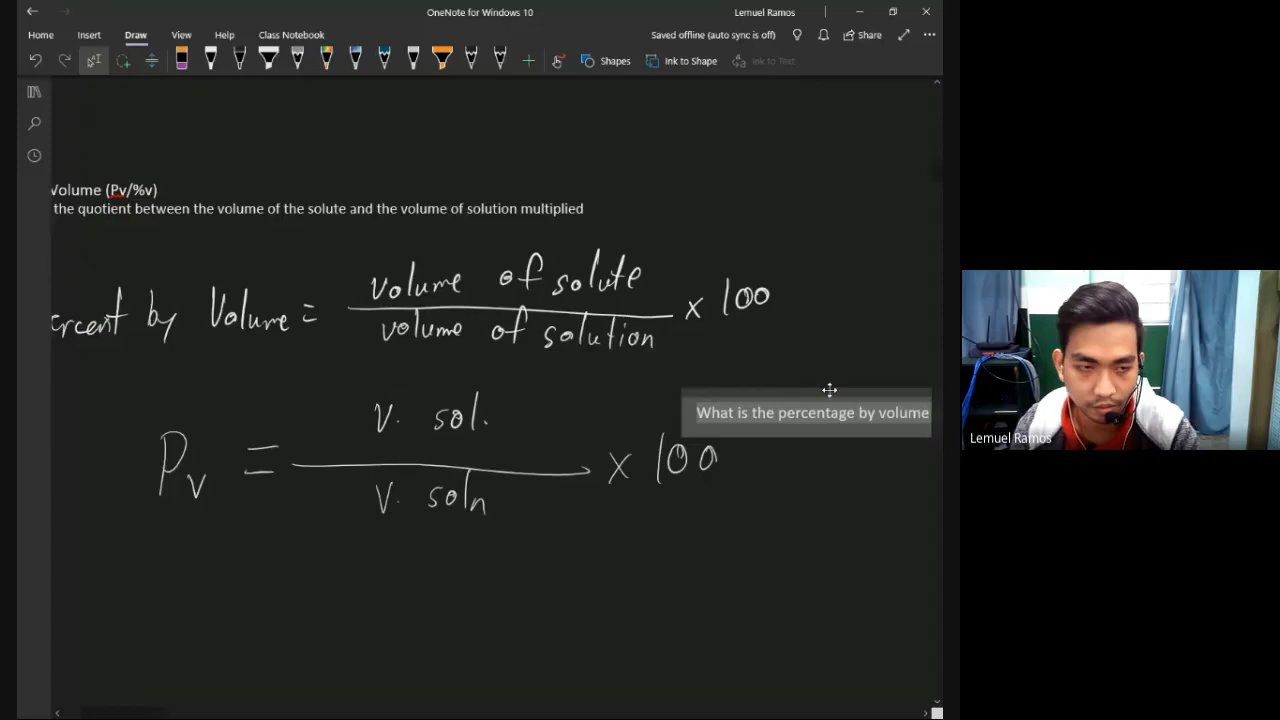 OneNote for Windows 10
Lemuel Ramos
Home Insert Draw View Help Class Notebook
Saved offline (auto sync is off) Share
Shapes Ink to Shape Ink to Text
Volume (Pv/%v)
the quotient between the volume of the solute and the volume of solution multiplied
ercent by Volume = volume of solute
volume of solution × 100
What is the percentage by volume
Pv = v. sol.
v. soln × 100
Lemuel Ramos